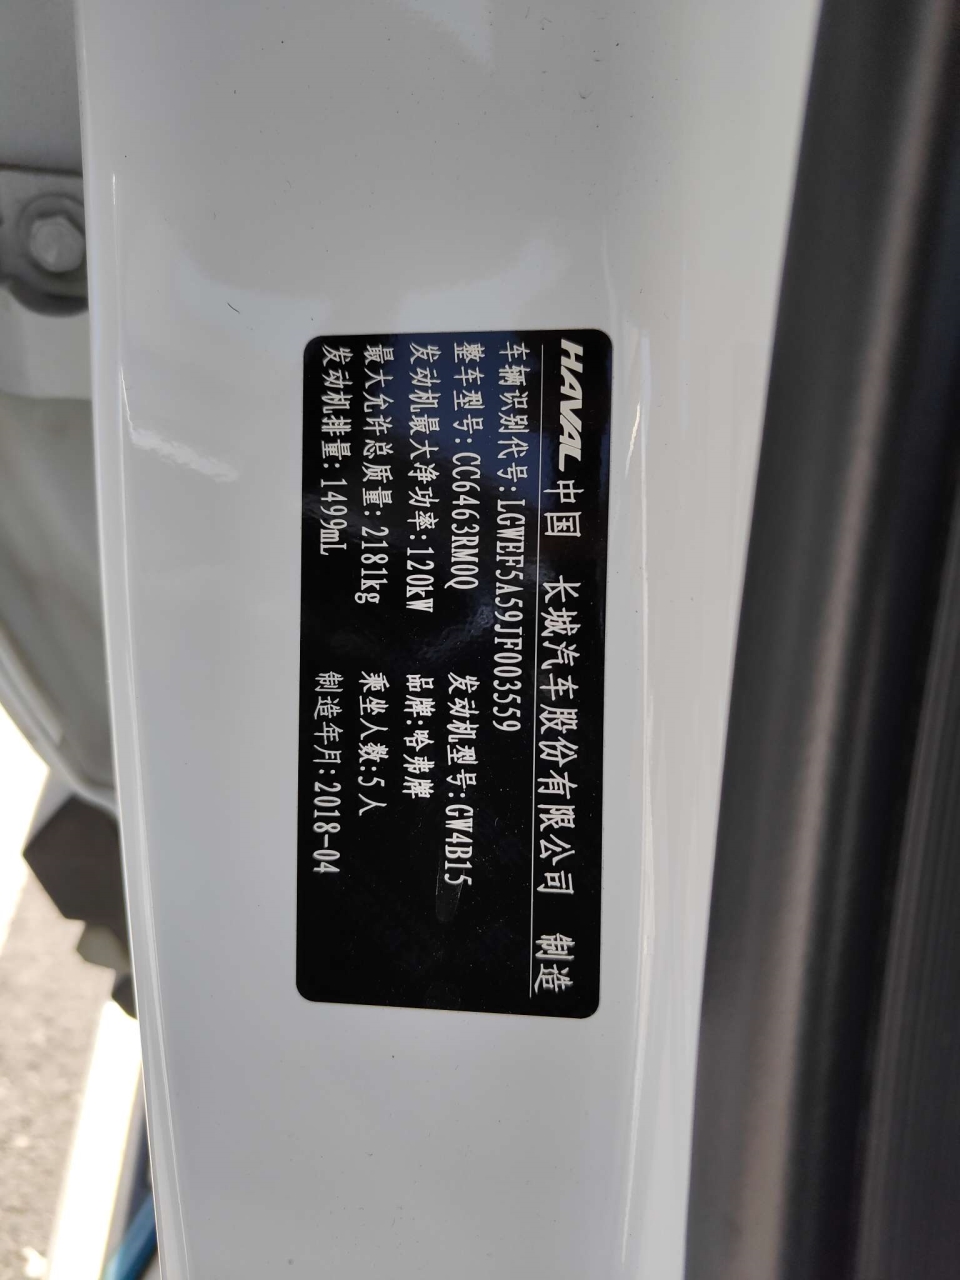 HAVAL 中国 长城汽车股份有限公司 制造
车辆识别代号:LGWEF5A59JF003559
整车型号:CC6463RM0Q 发动机型号:GW4B15
发动机最大净功率:120kW 品牌:哈弗牌
最大允许总质量:2181kg 乘坐人数:5人
发动机排量:1499mL 制造年月:2018-04